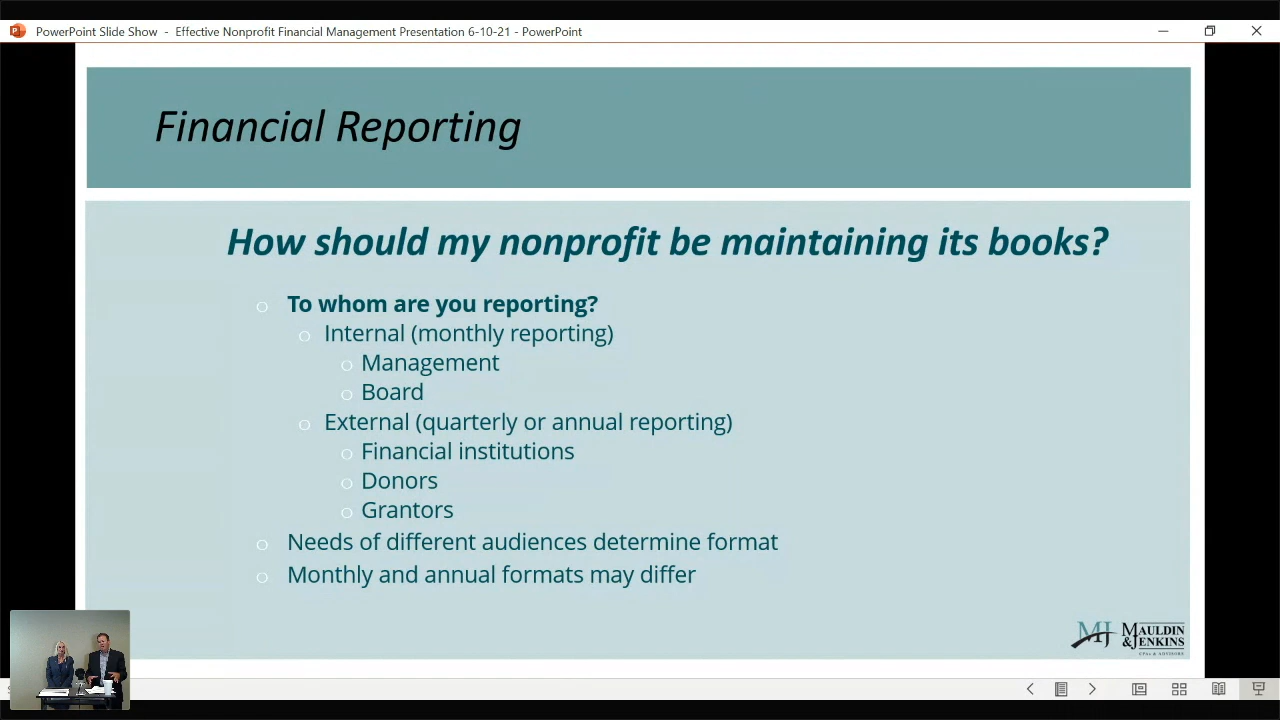 PowerPoint Slide Show - Effective Nonprofit Financial Management Presentation 6-10-21 - PowerPoint
Financial Reporting
How should my nonprofit be maintaining its books?
To whom are you reporting?
Internal (monthly reporting)
Management
Board
External (quarterly or annual reporting)
Financial institutions
Donors
Grantors
Needs of different audiences determine format
Monthly and annual formats may differ
MJ MAULDIN
& JENKINS
CPAs & ADVISORS